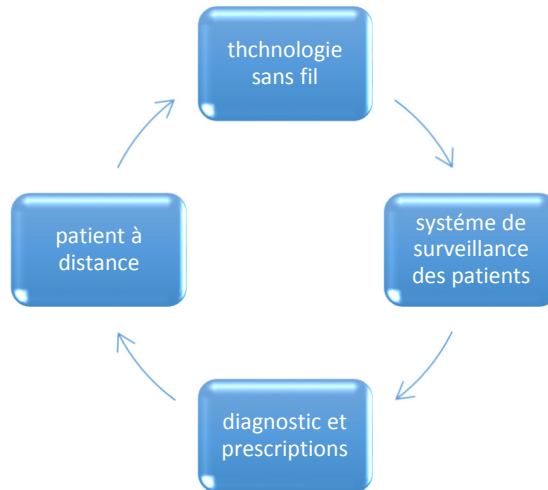 thchnologie
sans fil
patient à
distance
systéme de
surveillance
des patients
diagnostic et
prescriptions